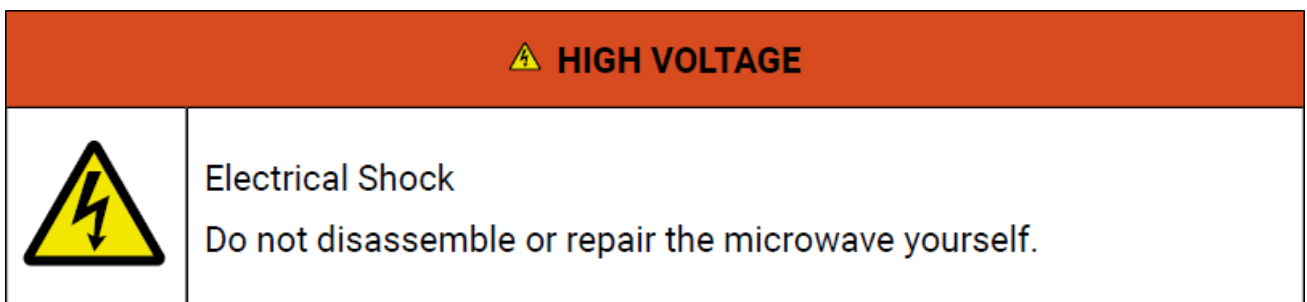 HIGH VOLTAGE
Electrical Shock
Do not disassemble or repair the microwave yourself.